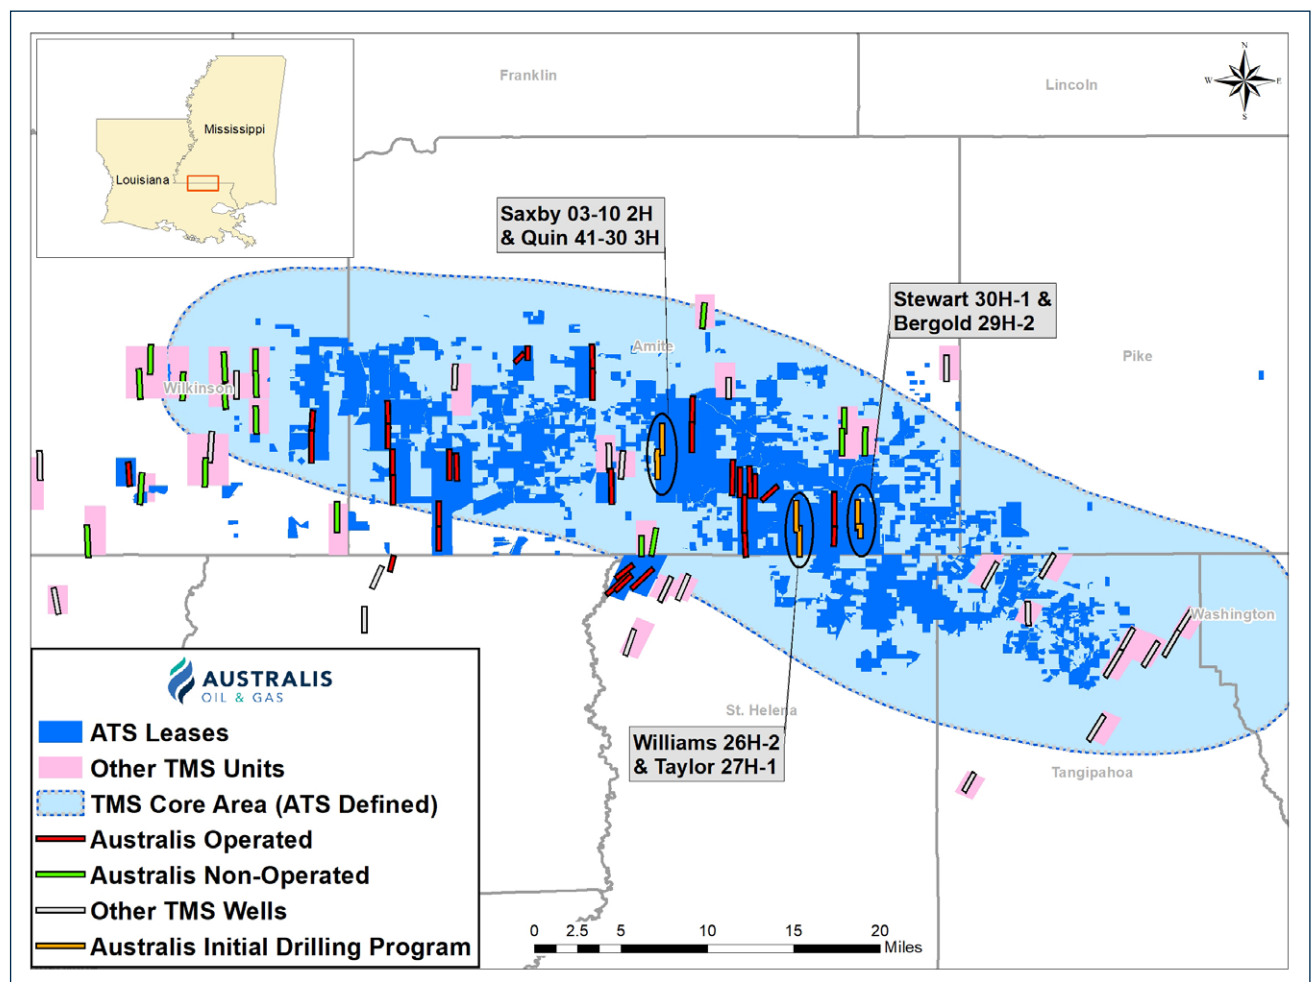 Franklin
Lincoln
N
W
E
S
Mississippi
Louisiana
Saxby 03-10 2H
& Quin 41-30 3H
Stewart 30H-1 &
Bergold 29H-2
Amite
Pike
Wilkinson
Washington
St. Helena
Williams 26H-2
& Taylor 27H-1
Tangipahoa
AUSTRALIS
OIL & GAS
ATS Leases
Other TMS Units
TMS Core Area (ATS Defined)
Australis Operated
Australis Non-Operated
Other TMS Wells
Australis Initial Drilling Program
0 1.25 2.5 5 10 15 20
Miles